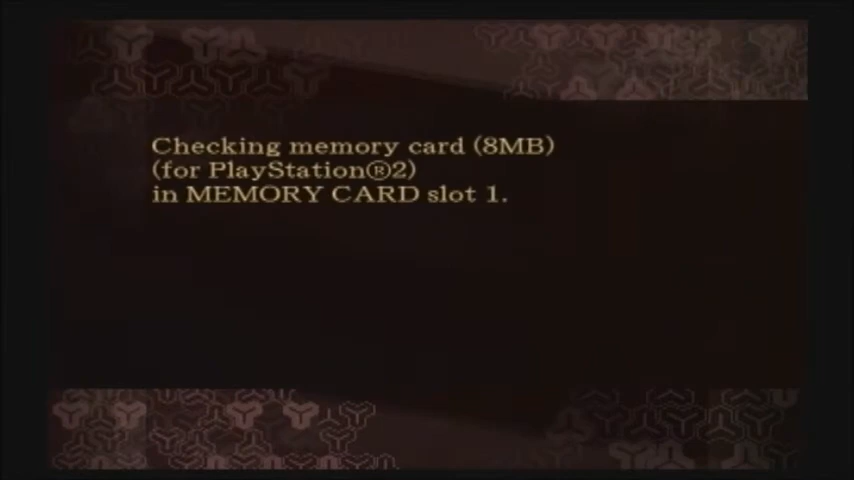 Checking memory card (8MB)
(for PlayStation®2)
in MEMORY CARD slot 1.